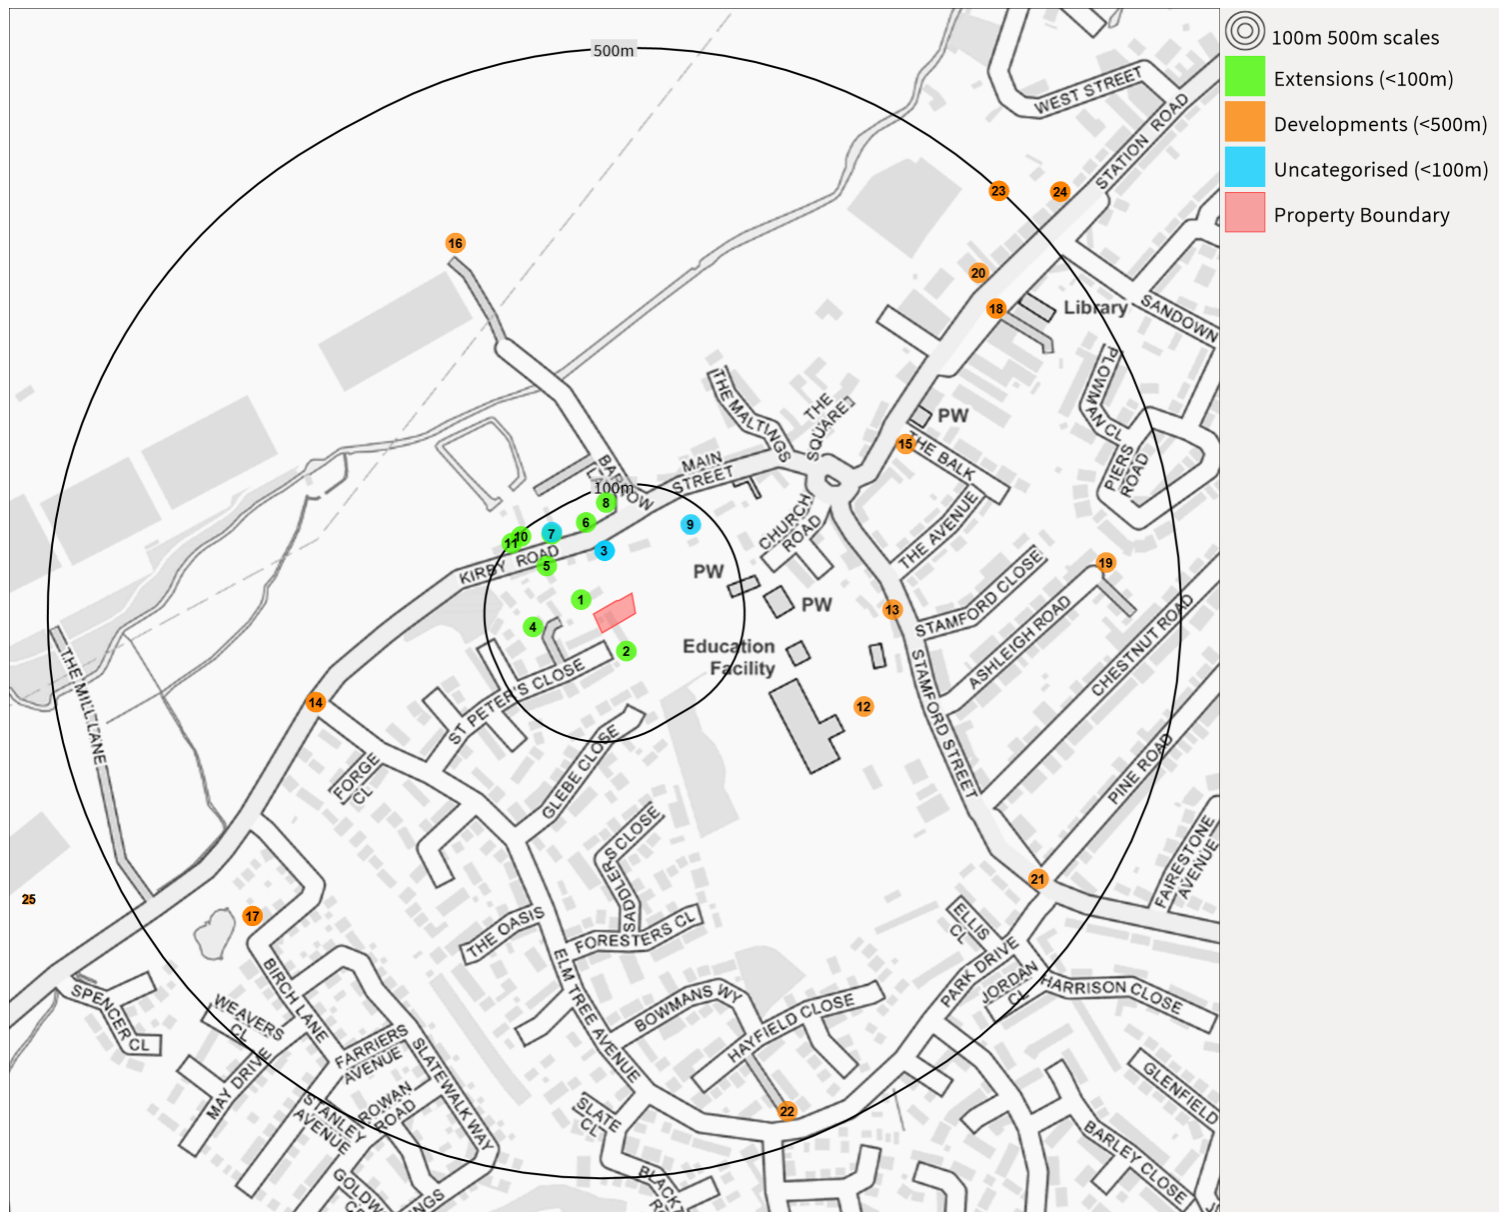 500m
100m 500m scales
Extensions (<100m)
Developments (<500m)
Uncategorised (<100m)
Property Boundary
WEST STREET
STATION ROAD
23
24
16
20
18
Library
SANDOWN
PLOWMAN CL
THE MALTINGS
THE
SQUARE
PW
15
THE BALK
PIERS
ROAD
MAIN
STREET
BARROW
100m
8
6
9
7
10
11
3
5
KIRBY ROAD
CHURCH
ROAD
THE AVENUE
19
PW
PW
1
4
2
13
STAMFORD CLOSE
ASHLEIGH ROAD
CHESTNUT ROAD
Education
Facility
THE MILL LANE
ST PETER'S CLOSE
14
12
STAMFORD STREET
FORGE
CL
GLEBE CLOSE
PINE ROAD
SADDLERS CLOSE
FAIRESTONE
AVENUE
21
25
17
THE OASIS
FORESTERS CL
ELLIS
CL
PARK DRIVE
ELM TREE AVENUE
BIRCH LANE
SPENCER CL
WEAVERS
CL
BOWMANS WY
HAYFIELD CLOSE
JORDAN
CL
HARRISON CLOSE
FARRIERS
AVENUE
SLATEWALK WAY
MAY DRIVE
GLENFIELD
ROWAN
ROAD
STANLEY
AVENUE
SLATE
CL
22
BARLEY CLOSE
GOLDW
INGS
BLACKT